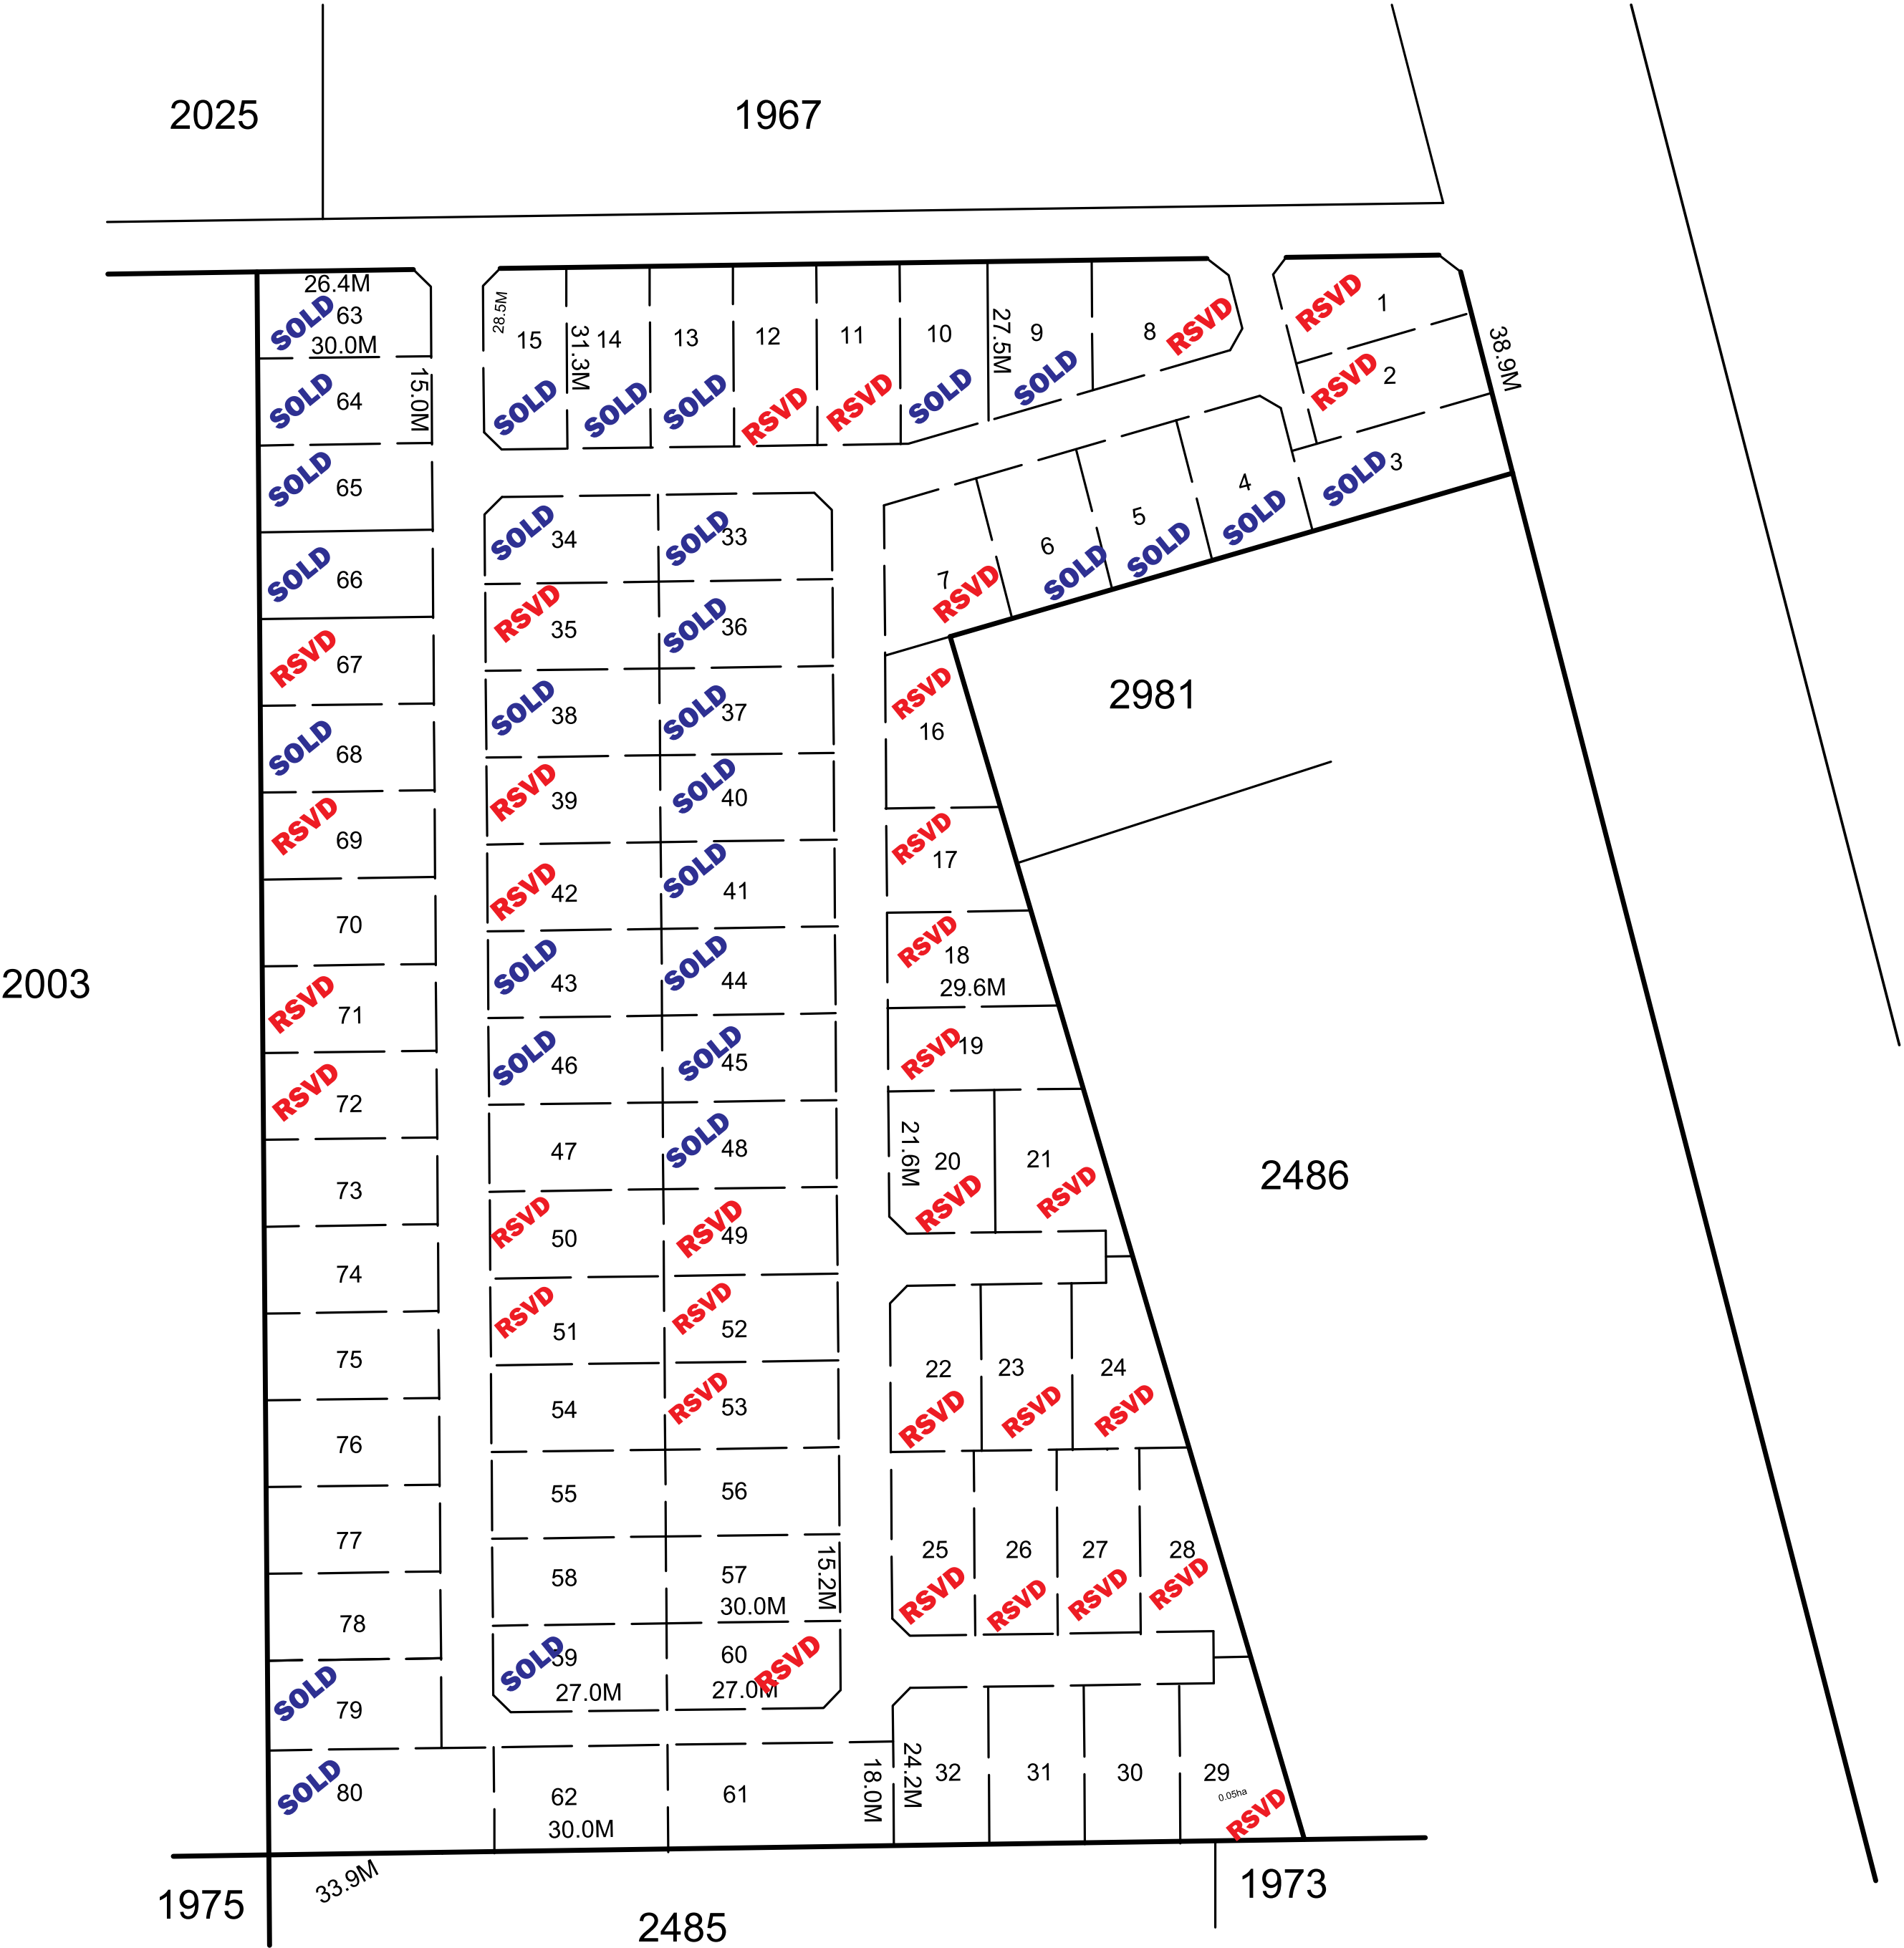 2025
1967
26.4M
SOLD 63
30.0M
SOLD 64
15.0M
SOLD 65
SOLD 66
RSVD 67
SOLD 68
RSVD 69
70
RSVD 71
RSVD 72
73
74
75
76
77
78
SOLD 79
SOLD 80
28.5M
15 SOLD
31.3M
14 SOLD
13 SOLD
12 RSVD
11 RSVD
10 SOLD
27.5M
9 SOLD
8 RSVD
RSVD 1
RSVD 2
38.9M
SOLD 3
4 SOLD
5 SOLD
6 SOLD
7 RSVD
SOLD 34
SOLD 33
RSVD 35
SOLD 36
SOLD 38
SOLD 37
RSVD 39
SOLD 40
RSVD 42
SOLD 41
SOLD 43
SOLD 44
SOLD 46
SOLD 45
47
SOLD 48
RSVD 50
RSVD 49
RSVD 51
RSVD 52
54
RSVD 53
55
56
58
57
30.0M
15.2M
SOLD 59
27.0M
60 RSVD
27.0M
62
30.0M
61
18.0M
RSVD 16
RSVD 17
RSVD 18
29.6M
RSVD 19
21.6M
20 RSVD
21 RSVD
22 RSVD
23 RSVD
24 RSVD
25 RSVD
26 RSVD
27 RSVD
28 RSVD
24.2M
32
31
30
29
0.05ha
RSVD
2981
2486
2003
33.9M
1975
2485
1973